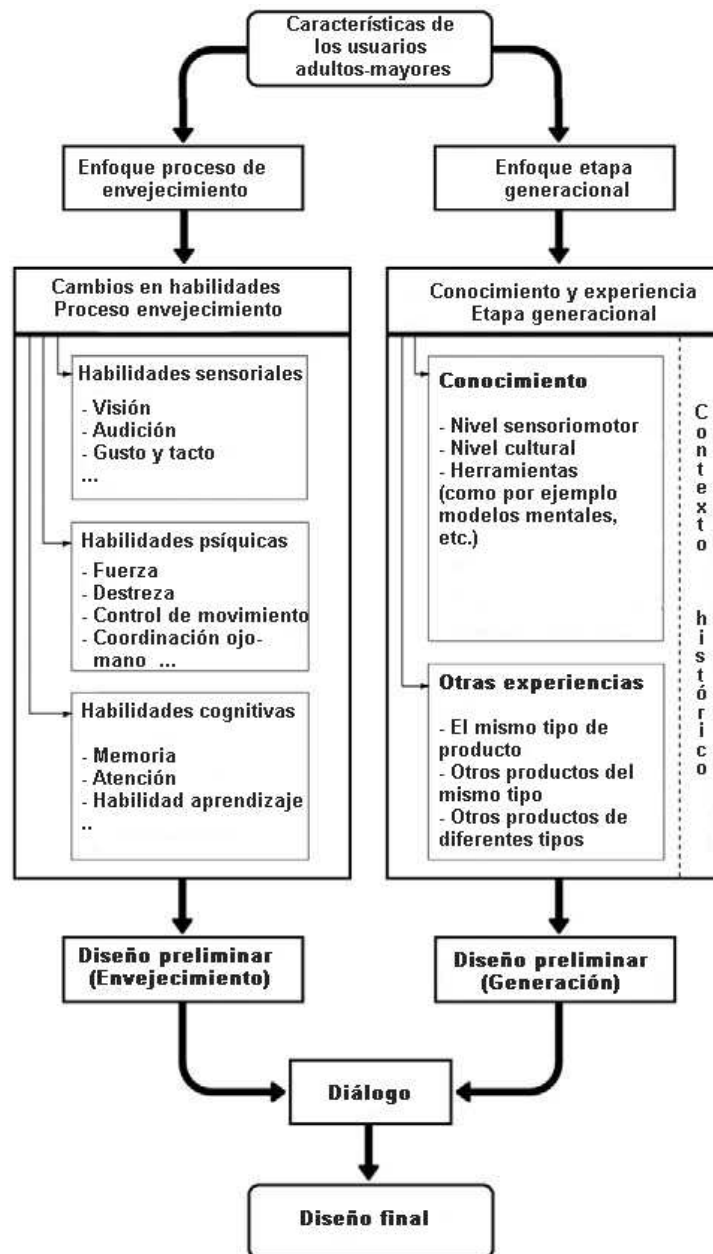 Características de
los usuarios
adultos-mayores
Enfoque proceso de
envejecimiento
Enfoque etapa
generacional
Cambios en habilidades
Proceso envejecimiento
Habilidades sensoriales
- Visión
- Audición
- Gusto y tacto
...
Habilidades psíquicas
- Fuerza
- Destreza
- Control de movimiento
- Coordinación ojo-
mano ...
Habilidades cognitivas
- Memoria
- Atención
- Habilidad aprendizaje
..
Conocimiento y experiencia
Etapa generacional
Conocimiento
- Nivel sensoriomotor
- Nivel cultural
- Herramientas
(como por ejemplo
modelos mentales,
etc.)
Otras experiencias
- El mismo tipo de
producto
- Otros productos del
mismo tipo
- Otros productos de
diferentes tipos
Contexto histórico
Diseño preliminar
(Envejecimiento)
Diseño preliminar
(Generación)
Diálogo
Diseño final